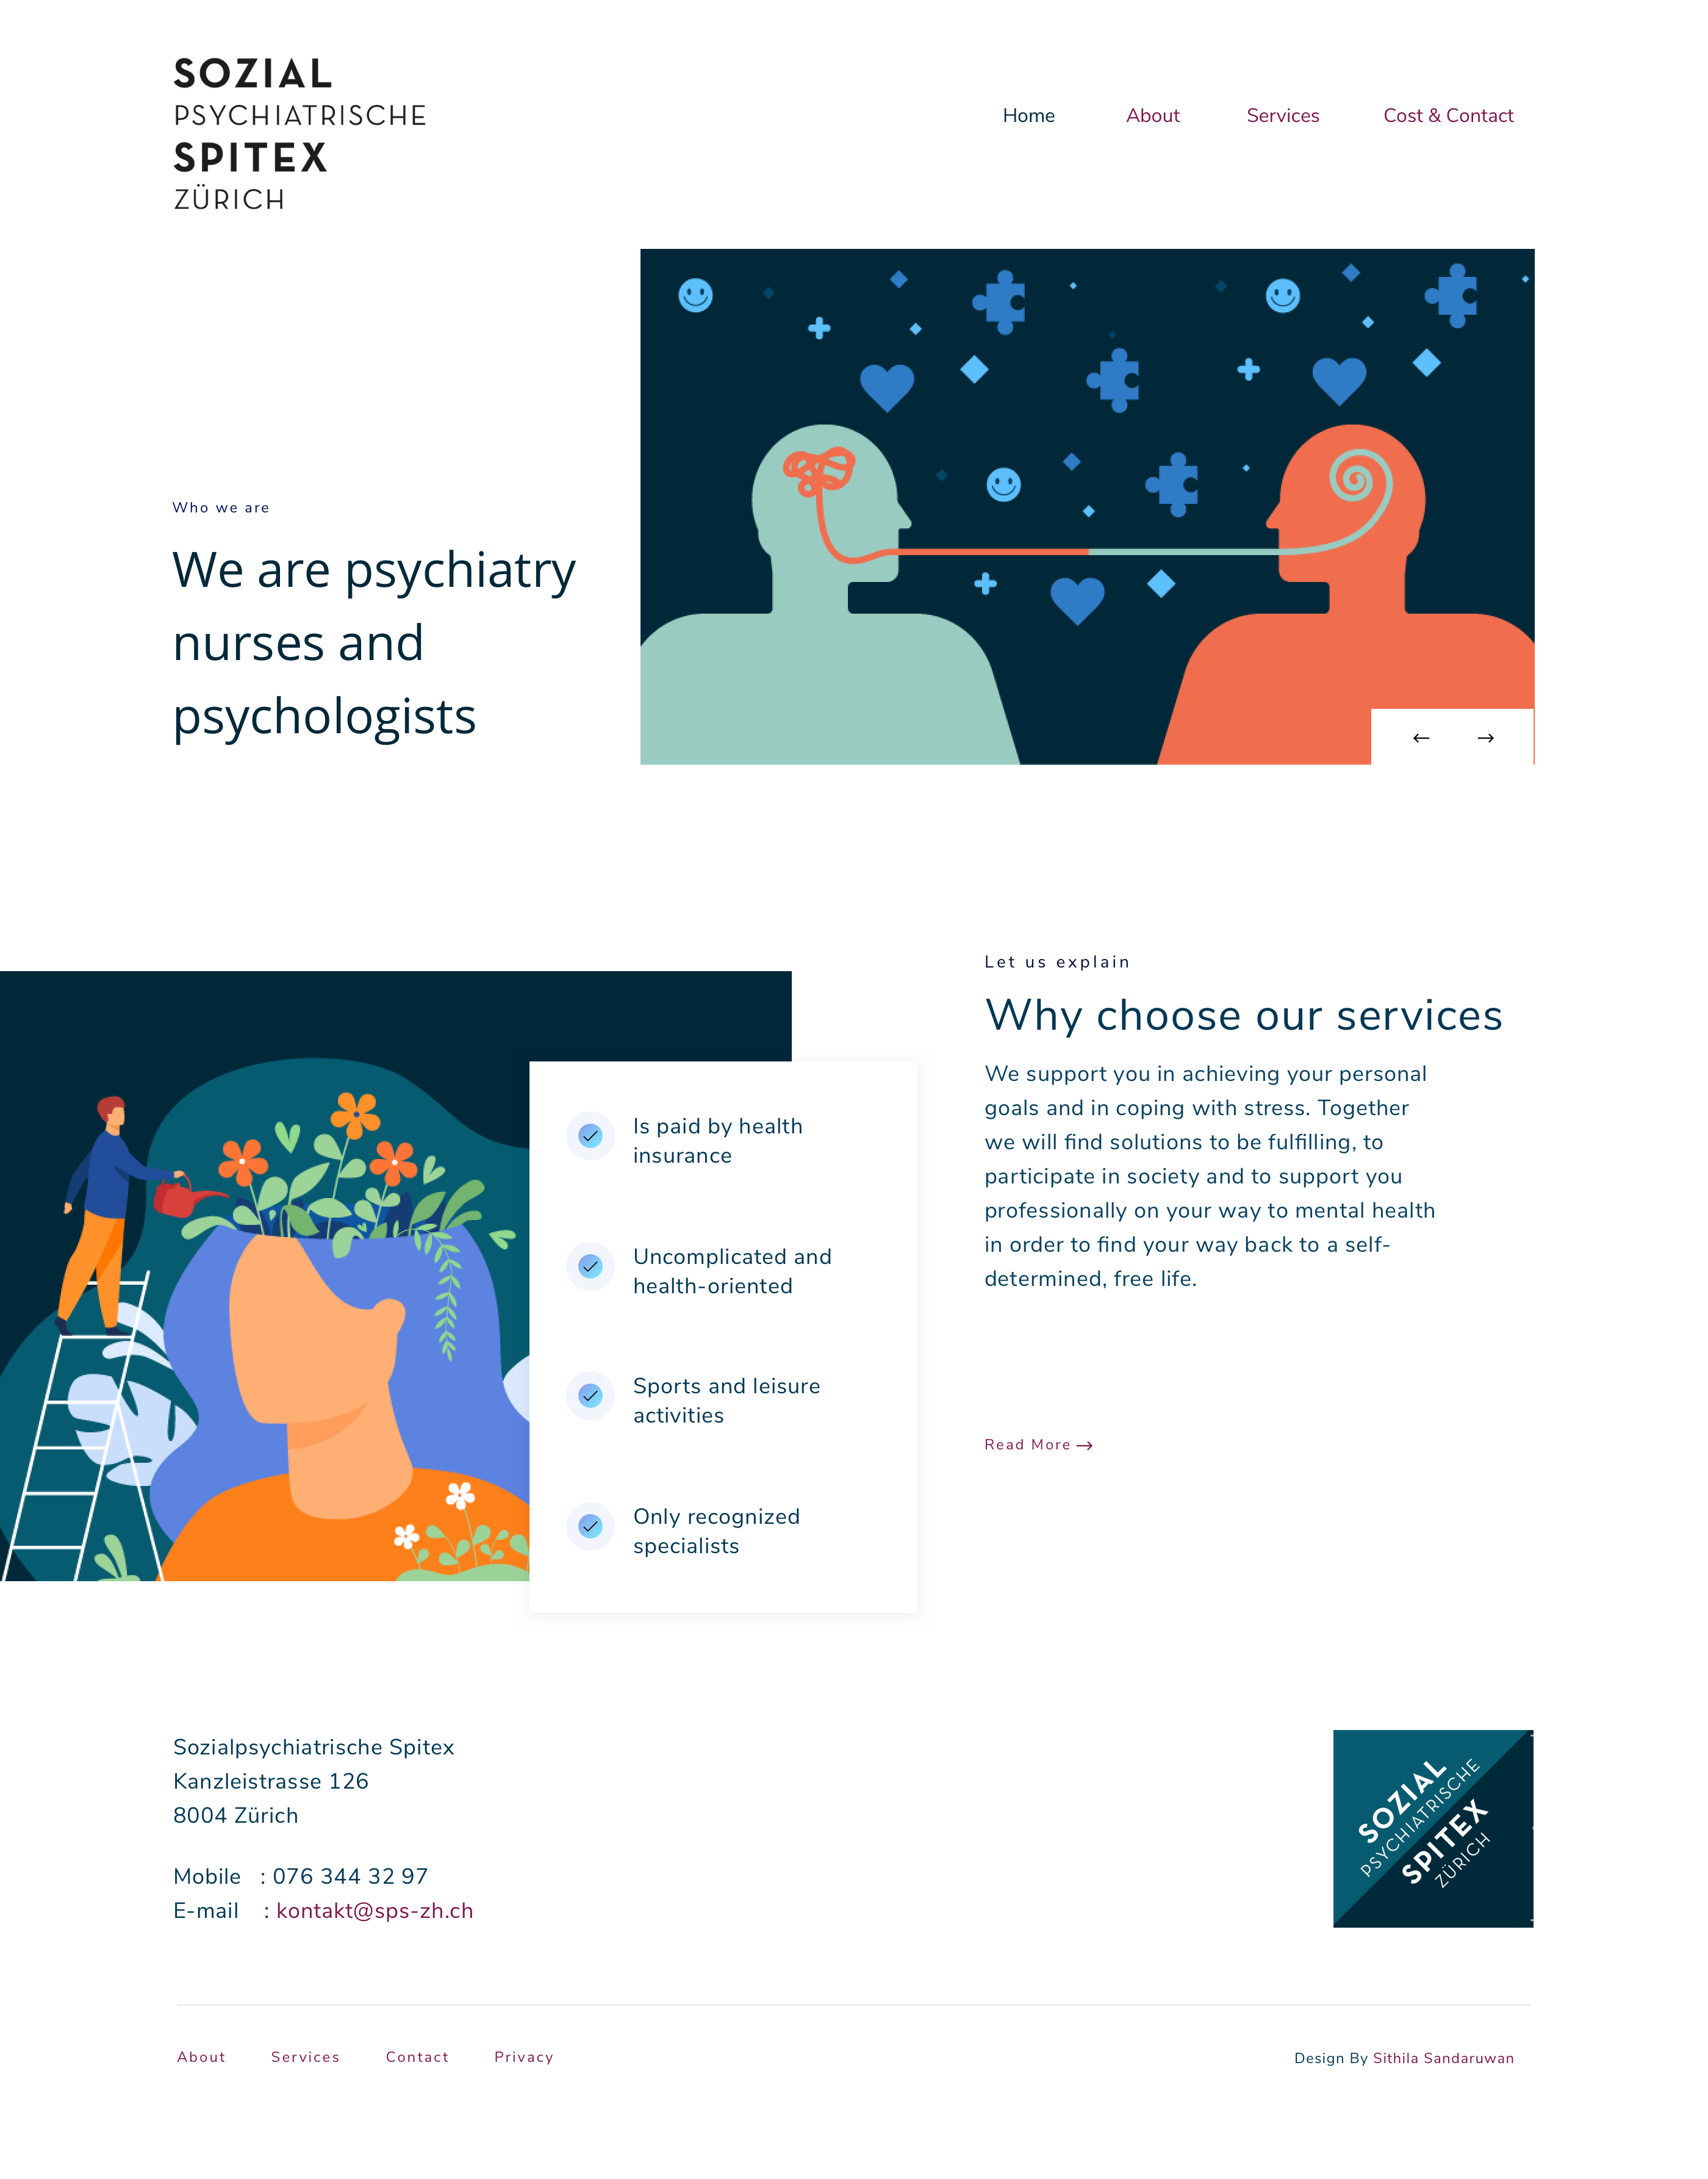 SOZIAL
PSYCHIATRISCHE
SPITEX
ZÜRICH
Home About Services Cost & Contact
Who we are
We are psychiatry
nurses and
psychologists
Is paid by health
insurance
Uncomplicated and
health-oriented
Sports and leisure
activities
Only recognized
specialists
Let us explain
Why choose our services
We support you in achieving your personal
goals and in coping with stress. Together
we will find solutions to be fulfilling, to
participate in society and to support you
professionally on your way to mental health
in order to find your way back to a self-
determined, free life.
Read More
Sozialpsychiatrische Spitex
Kanzleistrasse 126
8004 Zürich
Mobile : 076 344 32 97
E-mail : kontakt@sps-zh.ch
SOZIAL
PSYCHIATRISCHE
SPITEX
ZÜRICH
About Services Contact Privacy
Design By Sithila Sandaruwan